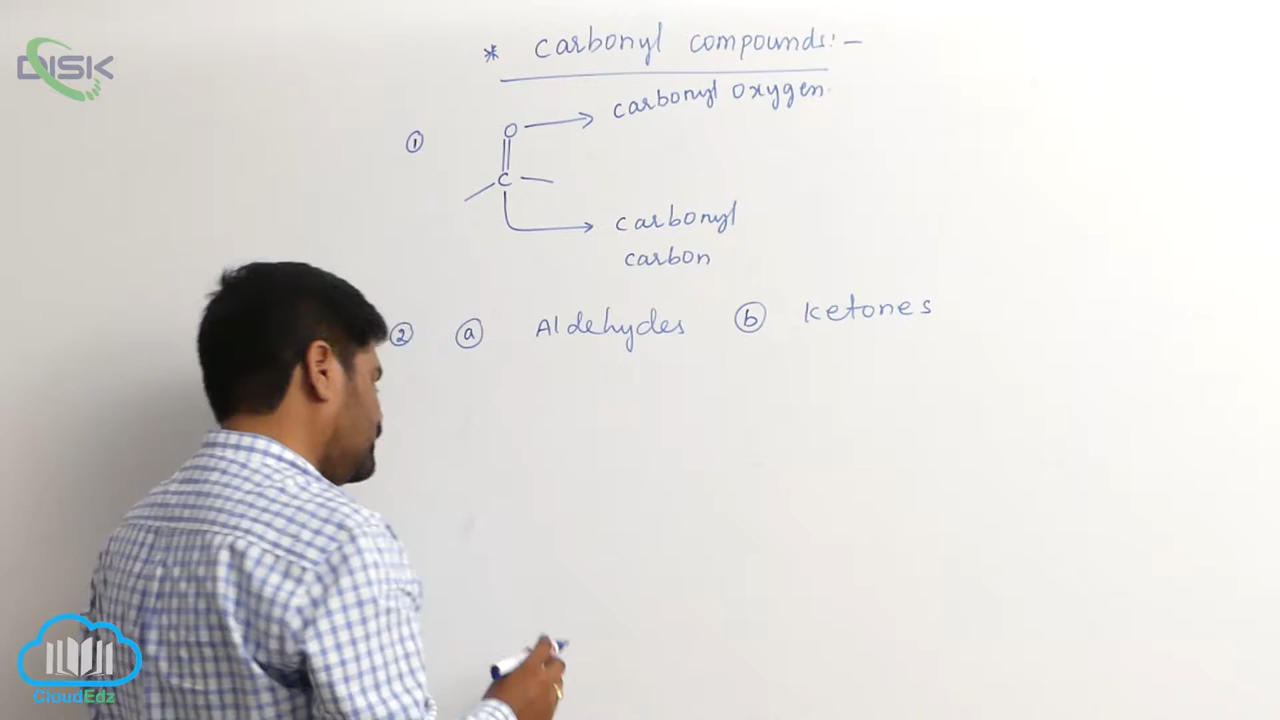 DISK
* Carbonyl compounds:-
carbonyl oxygen.
① O
C
carbonyl
carbon
② ⓐ Aldehydes ⓑ Ketones
CloudEdz